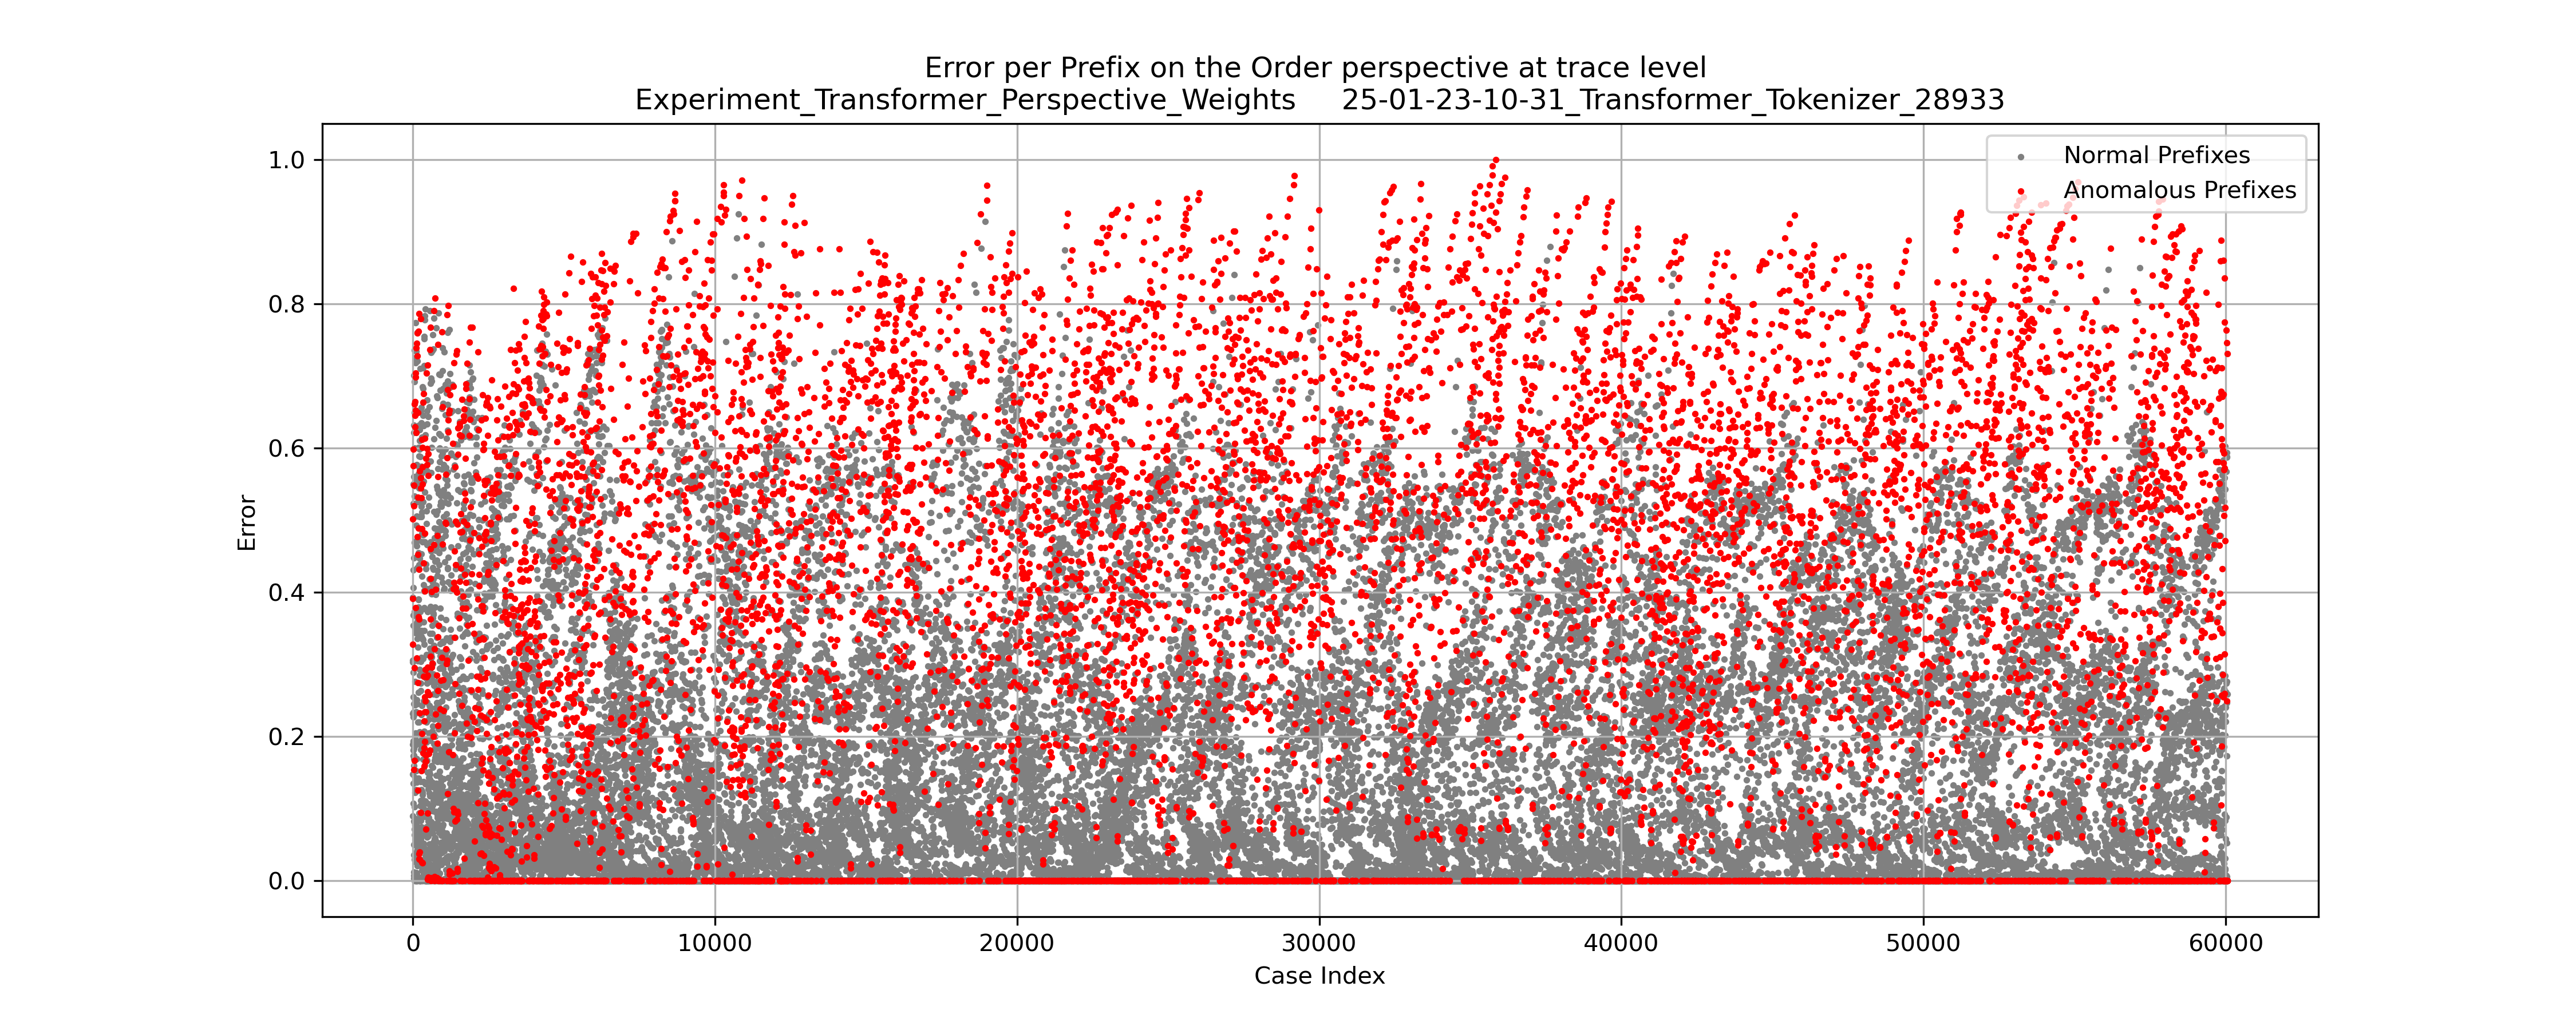 Error per Prefix on the Order perspective at trace level
Experiment_Transformer_Perspective_Weights 25-01-23-10-31_Transformer_Tokenizer_28933
Normal Prefixes
Anomalous Prefixes
1.0
0.8
0.6
0.4
0.2
0.0
Error
0 10000 20000 30000 40000 50000 60000
Case Index